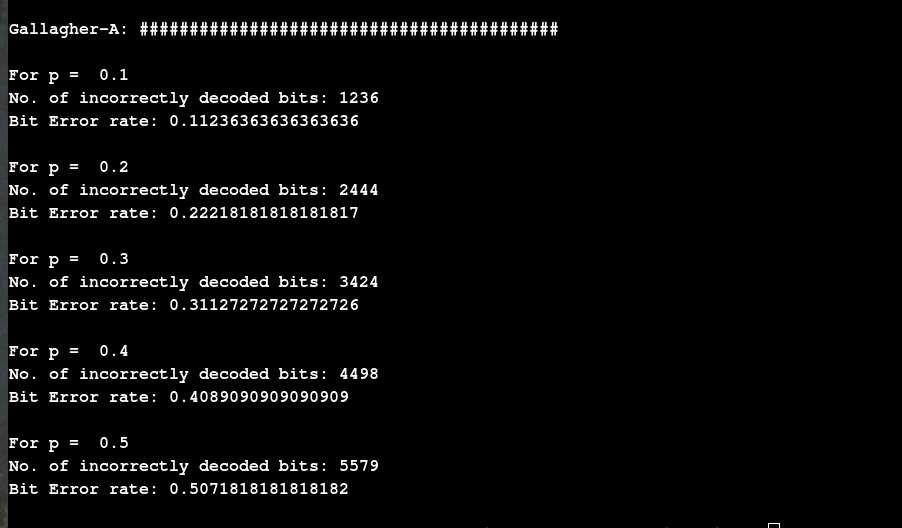 Gallagher-A: ##########################################
For p =  0.1
No. of incorrectly decoded bits: 1236
Bit Error rate: 0.11236363636363636
For p =  0.2
No. of incorrectly decoded bits: 2444
Bit Error rate: 0.22218181818181817
For p =  0.3
No. of incorrectly decoded bits: 3424
Bit Error rate: 0.31127272727272726
For p =  0.4
No. of incorrectly decoded bits: 4498
Bit Error rate: 0.4089090909090909
For p =  0.5
No. of incorrectly decoded bits: 5579
Bit Error rate: 0.5071818181818182